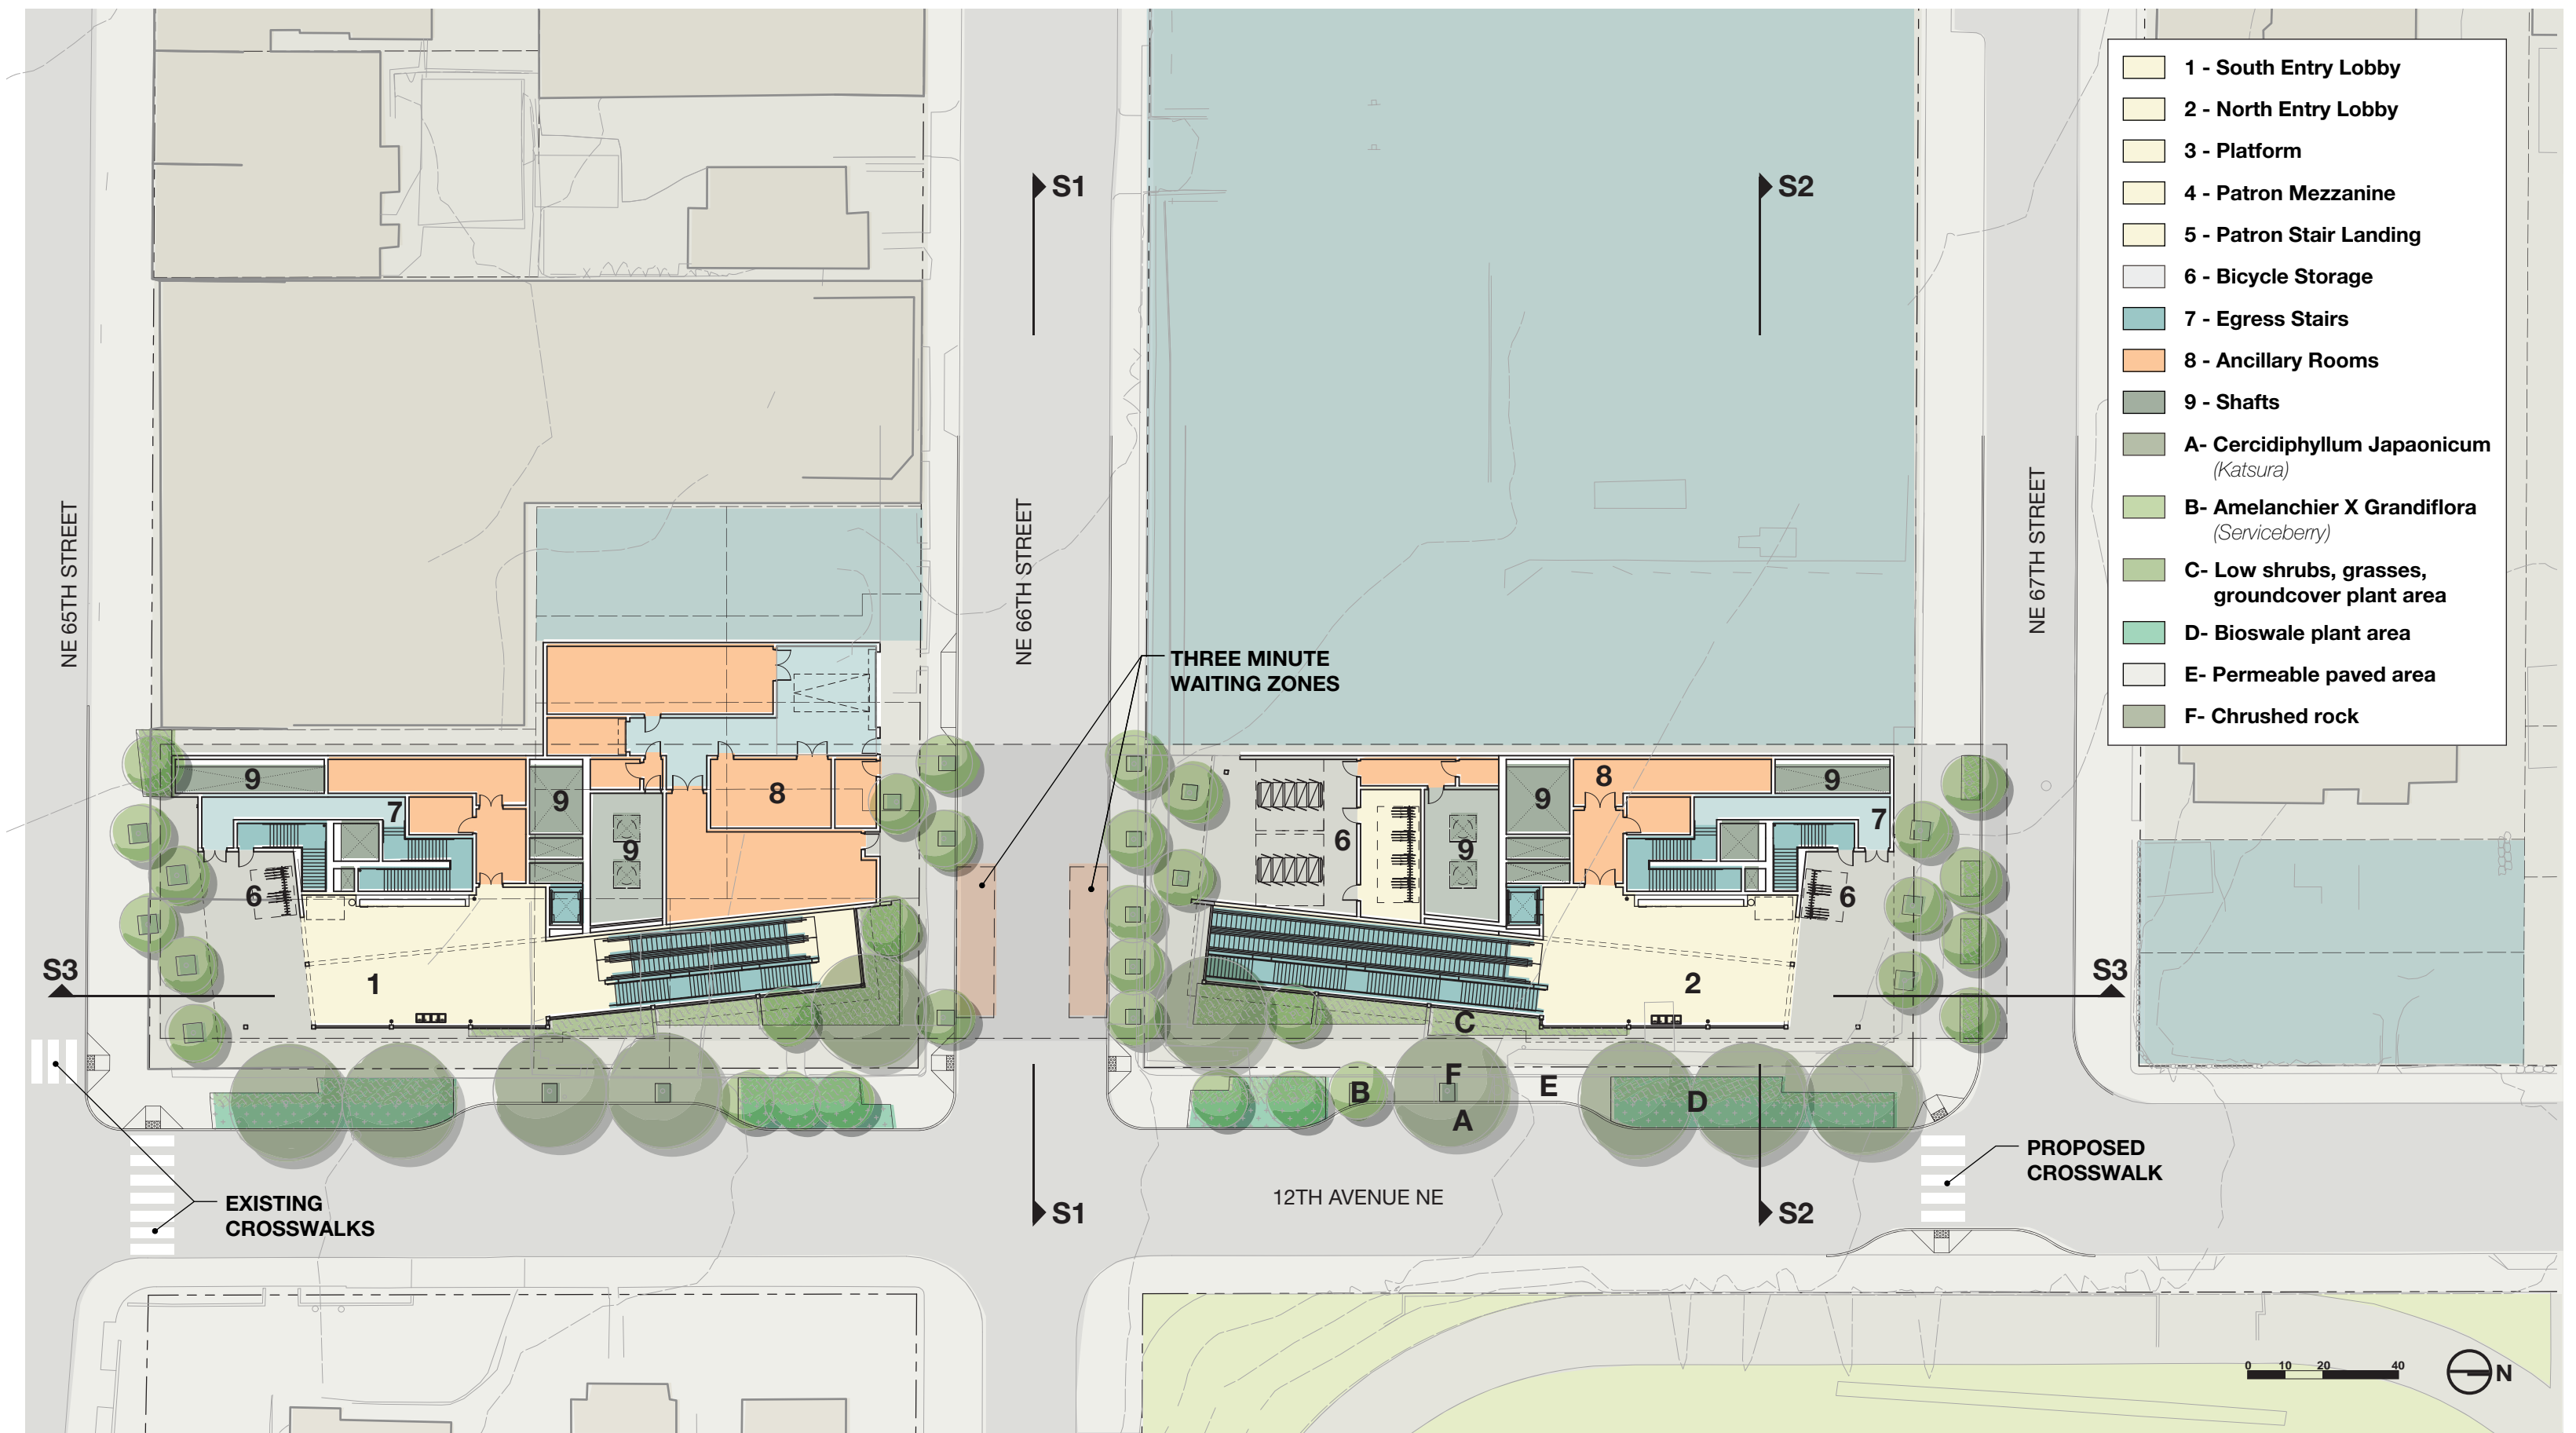 1 - South Entry Lobby
2 - North Entry Lobby
3 - Platform
4 - Patron Mezzanine
5 - Patron Stair Landing
6 - Bicycle Storage
7 - Egress Stairs
8 - Ancillary Rooms
9 - Shafts
A- Cercidiphyllum Japaonicum
(Katsura)
B- Amelanchier X Grandiflora
(Serviceberry)
C- Low shrubs, grasses,
groundcover plant area
D- Bioswale plant area
E- Permeable paved area
F- Chrushed rock
S1
S2
NE 65TH STREET
NE 66TH STREET
NE 67TH STREET
THREE MINUTE
WAITING ZONES
9
7
9
8
9
6
1
6
9
9
8
9
7
6
2
S3
S3
C
F
B
A
E
D
EXISTING
CROSSWALKS
S1
12TH AVENUE NE
S2
PROPOSED
CROSSWALK
0 10 20 40
N